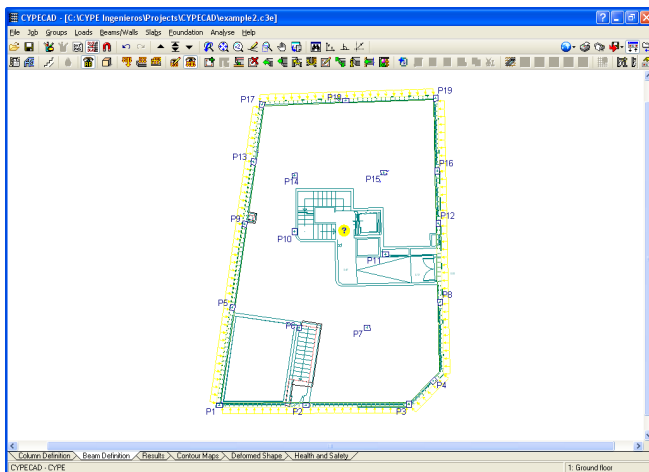 CYPECAD - [C:\CYPE Ingenieros\Projects\CYPECAD\example2.c3e]
File Job Groups Loads Beams/Walls Slabs Foundation Analyse Help
P19
P18
P17
P13
P16
P14
P15
P9
P12
P10
?
P11
P5
P8
P6
P7
P4
P1
P2
P3
Column Definition Beam Definition Results Contour Maps Deformed Shape Health and Safety
CYPECAD - CYPE
1: Ground floor